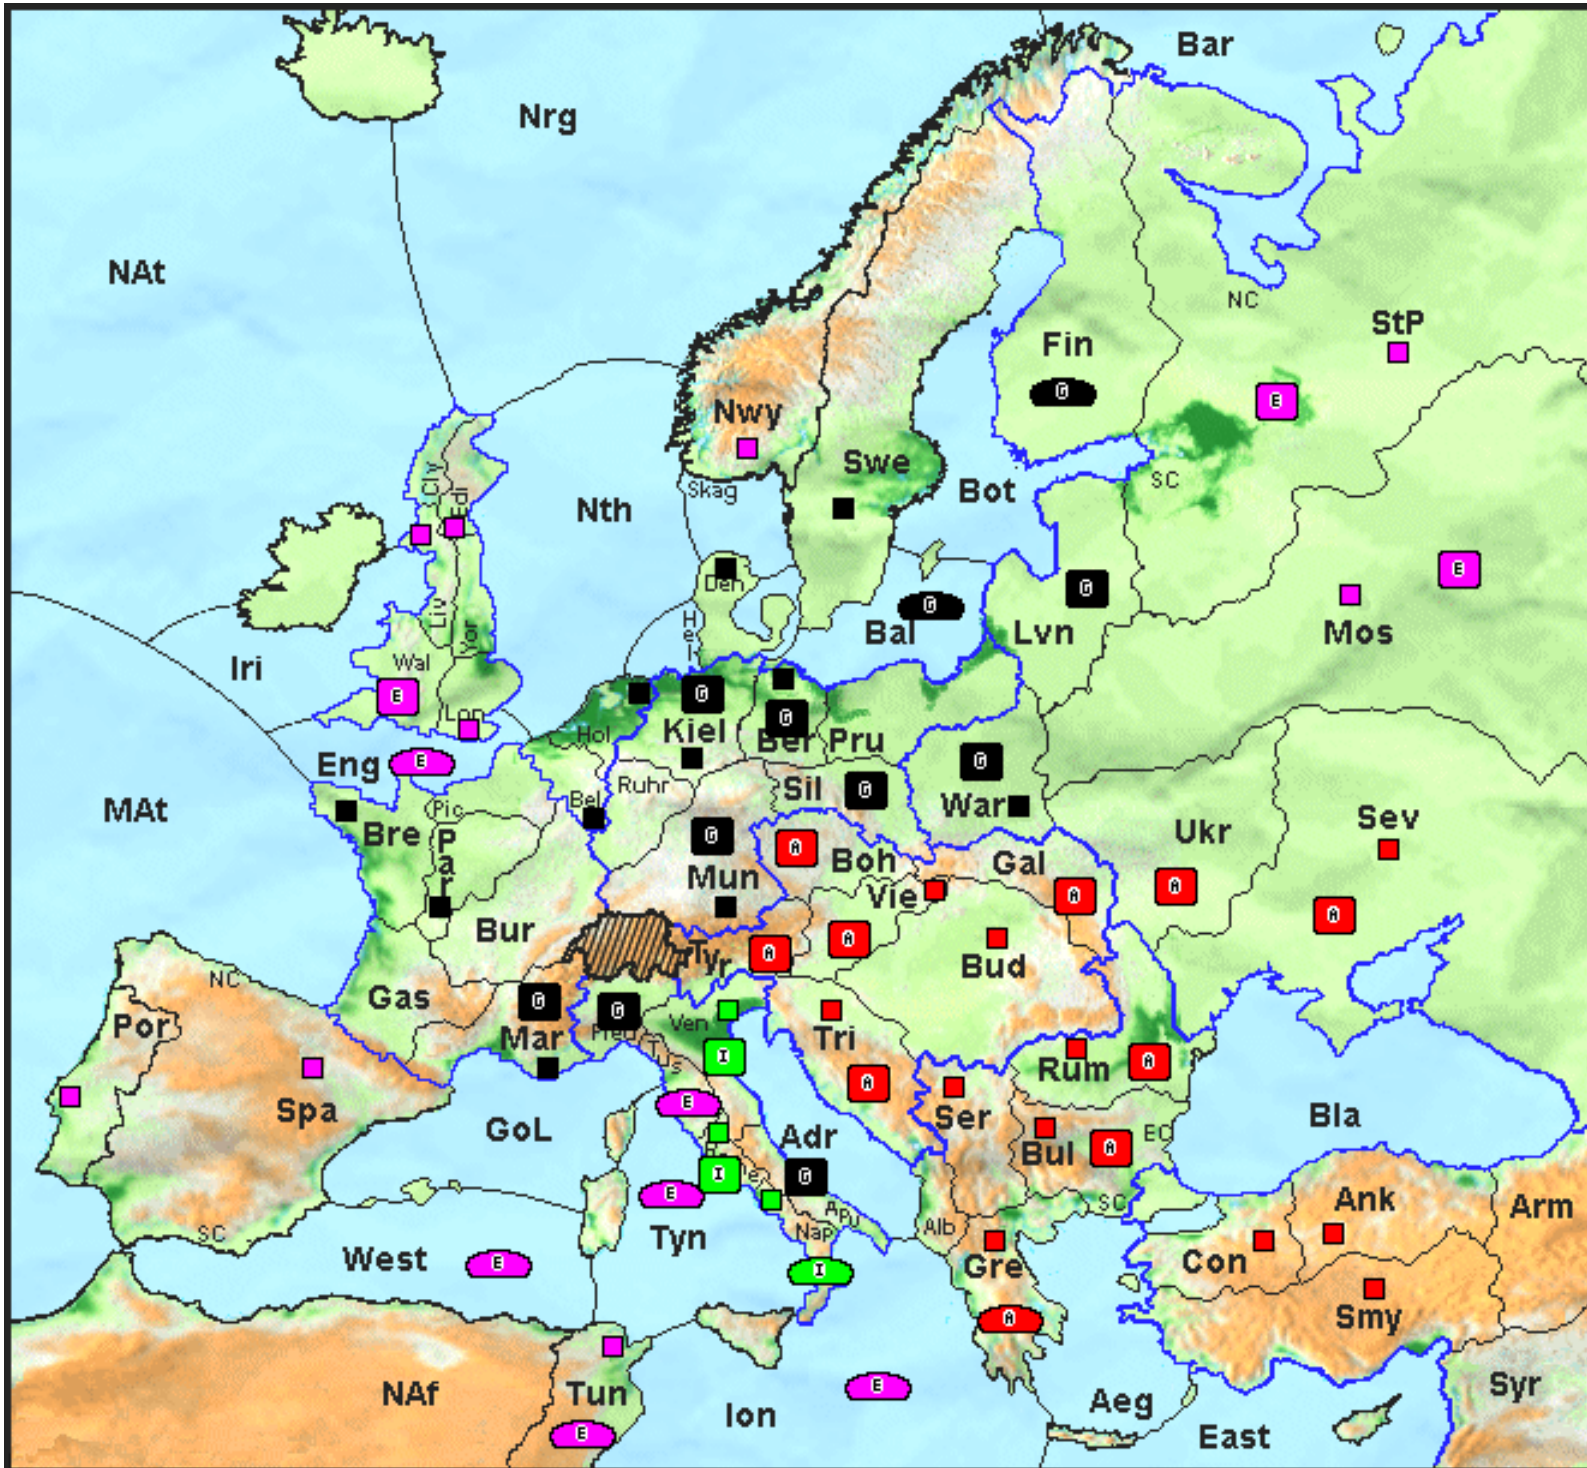 Bar
Nrg
NAt
NC
StP
Fin
G
E
Nwy
Swe
Cly
Edi
Skag
Nth
Bot
SC
Den
G
G
E
Bal
Lvn
Mos
Hel
Liv
Yor
Iri
Wal
E
Lon
G
Kiel
G
Ber
Pru
Hol
Eng
E
G
Ruhr
Sil
G
War
MAt
Pic
Bel
Bre
Par
G
Mun
A
Boh
Gal
Ukr
Sev
Vie
A
A
A
Bur
Tyr
A
A
Bud
NC
Gas
G
Mar
G
Pied
Ven
Tri
Por
Tus
I
Rum
A
A
Ser
Spa
E
GoL
Adr
Bul
A
EC
Bla
I
G
E
Tyn
Apu
Nap
Alb
SC
Ank
Arm
SC
West
E
I
Gre
Con
A
Smy
NAf
Tun
E
Ion
E
Aeg
East
Syr